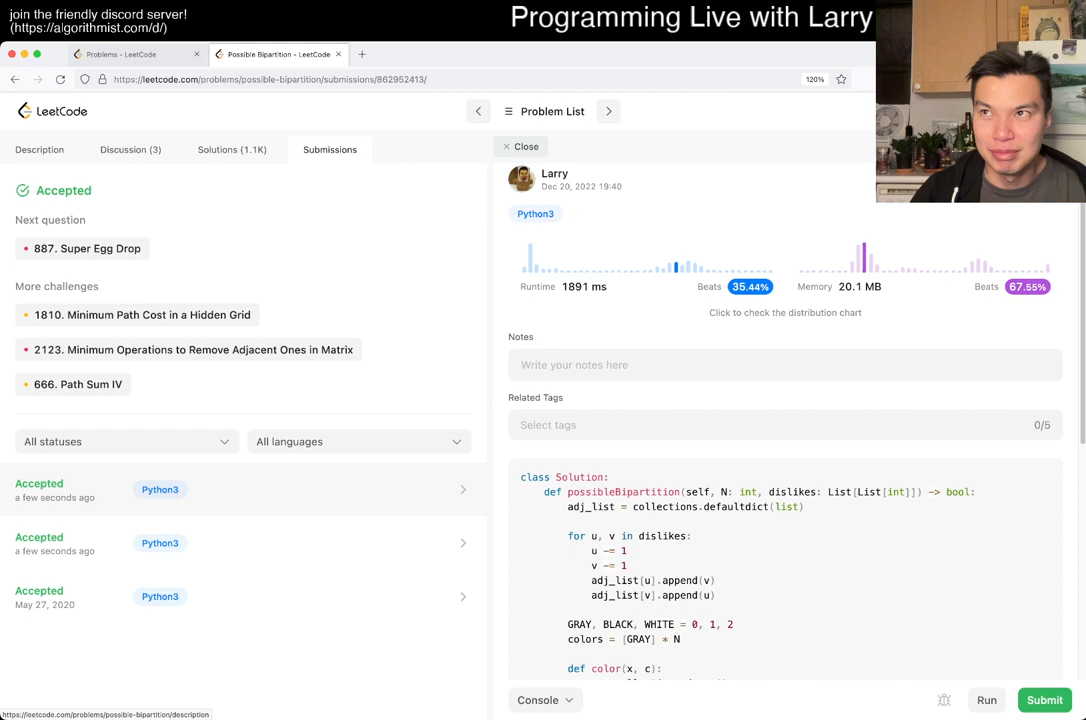 join the friendly discord server!
(https://algorithmist.com/d/)
Programming Live with Larry
Problems - LeetCode
Possible Bipartition - LeetCode
https://leetcode.com/problems/possible-bipartition/submissions/862952413/
120%
LeetCode
Problem List
Description
Discussion (3)
Solutions (1.1K)
Submissions
Close
Accepted
Next question
887. Super Egg Drop
More challenges
1810. Minimum Path Cost in a Hidden Grid
2123. Minimum Operations to Remove Adjacent Ones in Matrix
666. Path Sum IV
All statuses
All languages
Accepted
a few seconds ago
Python3
Accepted
a few seconds ago
Python3
Accepted
May 27, 2020
Python3
Larry
Dec 20, 2022 19:40
Python3
Runtime 1891 ms
Beats 35.44%
Memory 20.1 MB
Beats 67.55%
Click to check the distribution chart
Notes
Write your notes here
Related Tags
Select tags
0/5
class Solution:
def possibleBipartition(self, N: int, dislikes: List[List[int]]) -> bool:
adj_list = collections.defaultdict(list)
for u, v in dislikes:
u -= 1
v -= 1
adj_list[u].append(v)
adj_list[v].append(u)
GRAY, BLACK, WHITE = 0, 1, 2
colors = [GRAY] * N
def color(x, c):
Console
Run
Submit
https://leetcode.com/problems/possible-bipartition/description